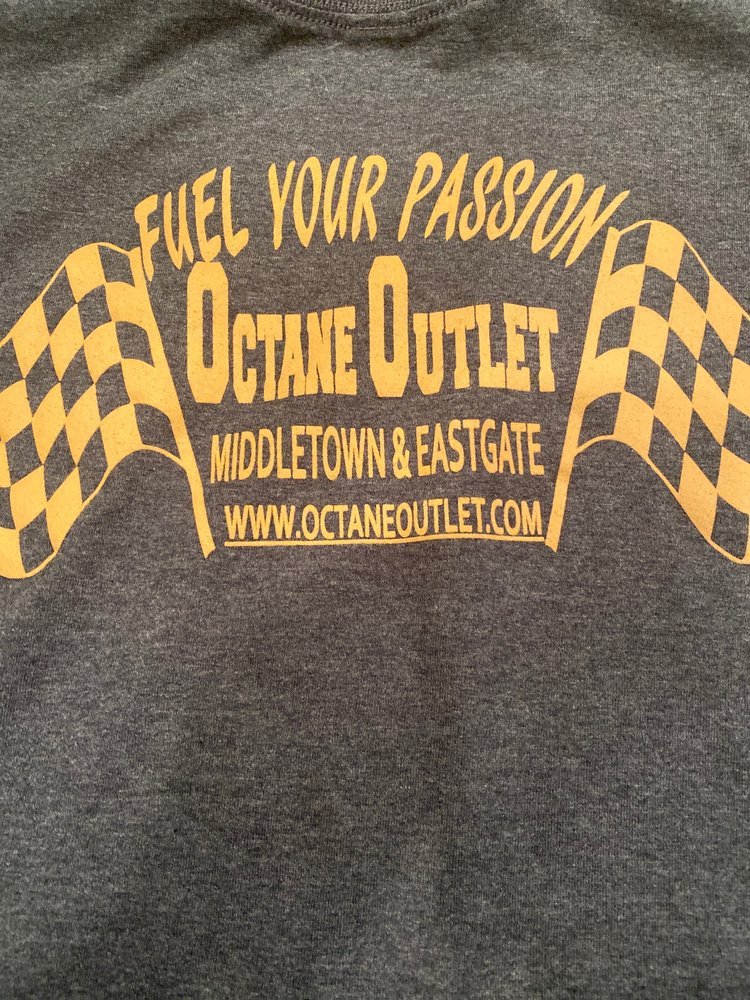 FUEL YOUR PASSION
OCTANE OUTLET
MIDDLETOWN & EASTGATE
WWW.OCTANEOUTLET.COM